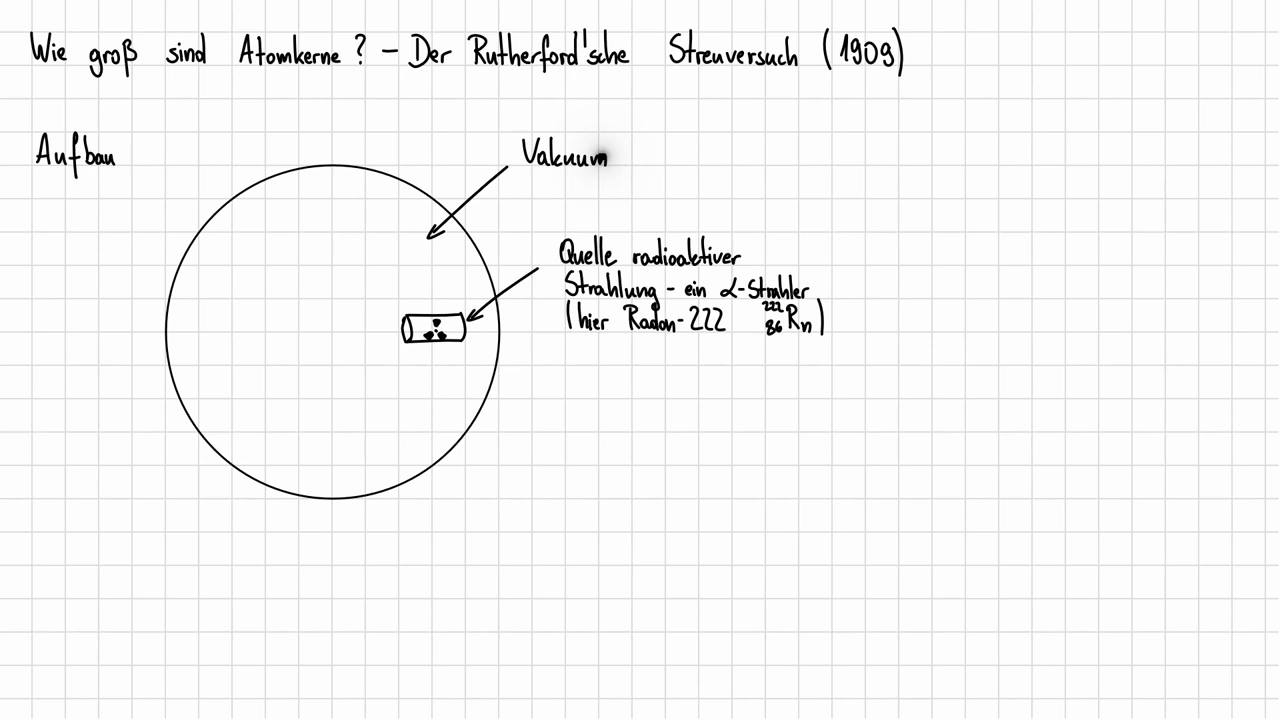 Wie groß sind Atomkerne? – Der Rutherford'sche Streuversuch (1909)
Aufbau
Vakuum
Quelle radioaktiver
Strahlung - ein α-Strahler
(hier Radon-222 ²²²₈₆Rn)